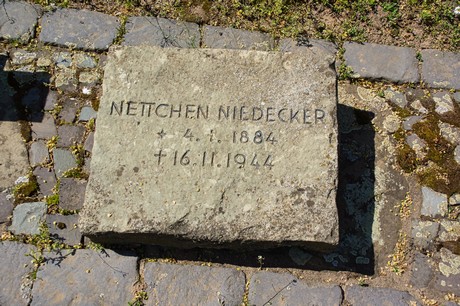 NETTCHEN NIEDECKER
* 4.1.1884
† 16.11.1944